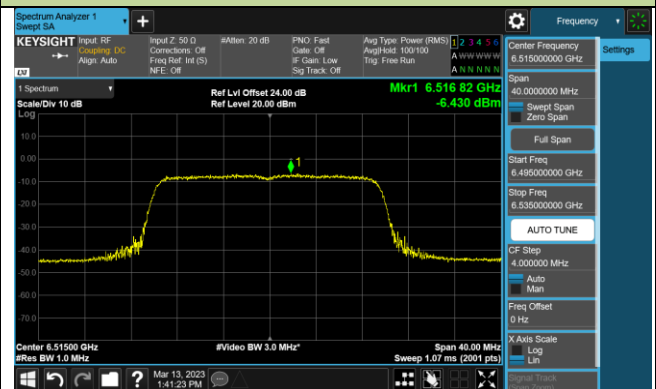 Spectrum Analyzer 1
Swept SA
Frequency
KEYSIGHT
Input: RF
Coupling: DC
Align: Auto
Input Z: 50 Ω
Corrections: Off
Freq Ref: Int (S)
NFE: Off
#Atten: 20 dB
PNO: Fast
Gate: Off
IF Gain: Low
Sig Track: Off
Avg Type: Power (RMS)
Avg|Hold: 100/100
Trig: Free Run
1 2 3 4 5 6
A W W W W W
A N N N N N
LXI
1 Spectrum
Scale/Div 10 dB
Log
Ref Lvl Offset 24.00 dB
Ref Level 20.00 dBm
Mkr1 6.516 82 GHz
-6.430 dBm
10.0
0.00
-10.0
-20.0
-30.0
-40.0
-50.0
-60.0
-70.0
1
Center 6.51500 GHz
#Res BW 1.0 MHz
#Video BW 3.0 MHz*
Span 40.00 MHz
Sweep 1.07 ms (2001 pts)
Mar 13, 2023
1:41:23 PM
Center Frequency
6.515000000 GHz
Settings
Span
40.0000000 MHz
Swept Span
Zero Span
Full Span
Start Freq
6.495000000 GHz
Stop Freq
6.535000000 GHz
AUTO TUNE
CF Step
4.000000 MHz
Auto
Man
Freq Offset
0 Hz
X Axis Scale
Log
Lin
Signal Track
(Span Zoom)